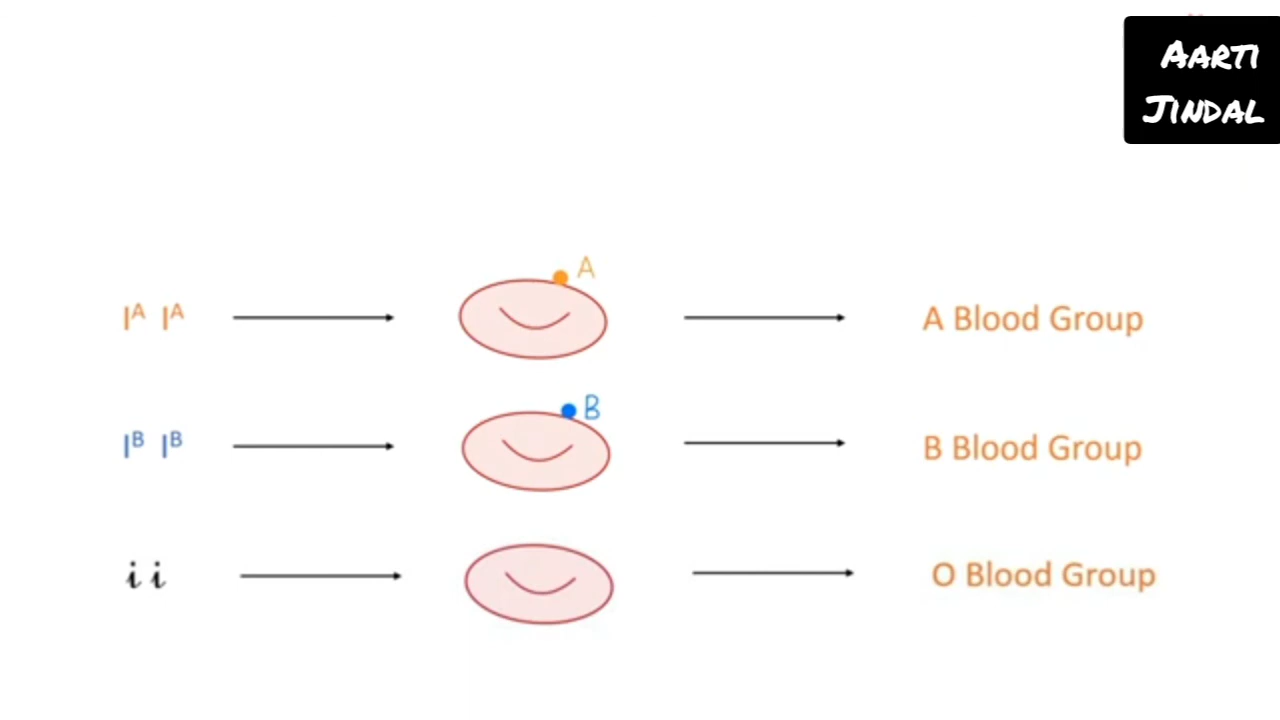 AARTI
JINDAL
A
Iᴬ Iᴬ
A Blood Group
B
Iᴮ Iᴮ
B Blood Group
i i
O Blood Group